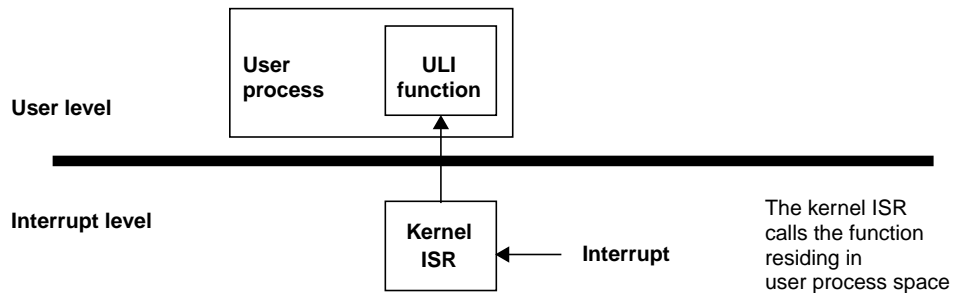 User
process
ULI
function
User level
Interrupt level
Kernel
ISR
Interrupt
The kernel ISR
calls the function
residing in
user process space